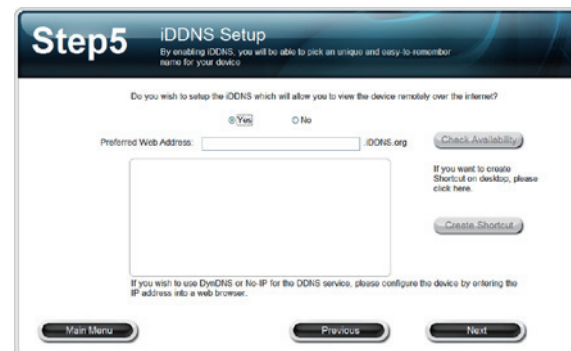 Step5
iDDNS Setup
By enabling iDDNS, you will be able to pick an unique and easy-to-remember
name for your device
Do you wish to setup the iDDNS which will allow you to view the device remotely over the internet?
Yes No
Preferred Web Address: .iDDNS.org Check Availability
If you want to create
Shortcut on desktop, please
click here.
Create Shortcut
If you wish to use DynDNS or No-IP for the DDNS service, please configure the device by entering the
IP address into a web browser.
Main Menu Previous Next